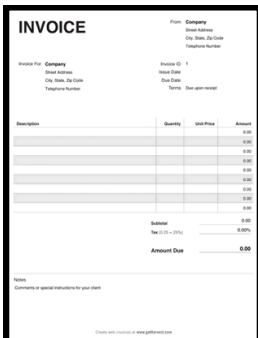 INVOICE
From Company
Street Address
City, State, Zip Code
Telephone Number
Invoice For Company
Street Address
City, State, Zip Code
Telephone Number
Invoice ID 1
Issue Date
Due Date
Terms Due upon receipt
Description Quantity Unit Price Amount
0.00
0.00
0.00
0.00
0.00
0.00
0.00
0.00
0.00
Subtotal 0.00
Tax (0.25 = 25%) 0.00%
Amount Due 0.00
Notes
Comments or special instructions for your client
Create web invoices at www.getharvest.com